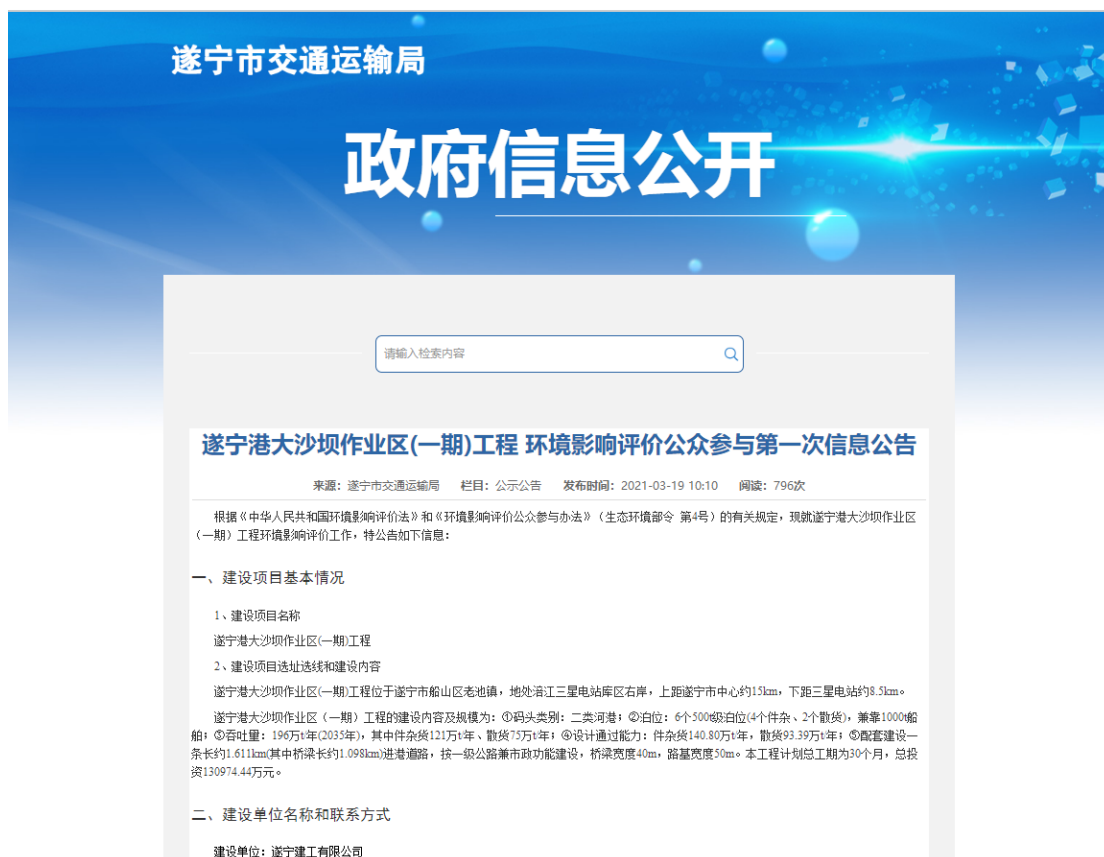 遂宁市交通运输局
政府信息公开
请输入检索内容
遂宁港大沙坝作业区(一期)工程 环境影响评价公众参与第一次信息公告
来源：遂宁市交通运输局 栏目：公示公告 发布时间：2021-03-19 10:10 阅读：796次
根据《中华人民共和国环境影响评价法》和《环境影响评价公众参与办法》（生态环境部令 第4号）的有关规定，现就遂宁港大沙坝作业区
（一期）工程环境影响评价工作，特公告如下信息：
一、建设项目基本情况
1、建设项目名称
遂宁港大沙坝作业区(一期)工程
2、建设项目选址选线和建设内容
遂宁港大沙坝作业区(一期)工程位于遂宁市船山区老池镇，地处涪江三星电站库区右岸，上距遂宁市中心约15km，下距三星电站约8.5km。
遂宁港大沙坝作业区（一期）工程的建设内容及规模为：①码头类别：二类河港；②泊位：6个500t级泊位(4个件杂、2个散货)，兼靠1000t船
舶；③吞吐量：196万t/年(2035年)，其中件杂货121万t/年、散货75万t/年；④设计通过能力：件杂货140.80万t/年，散货93.39万t/年；⑤配套建设一
条长约1.611km(其中桥梁长约1.098km)进港道路，按一级公路兼市政功能建设，桥梁宽度40m，路基宽度50m。本工程计划总工期为30个月，总投
资130974.44万元。
二、建设单位名称和联系方式
建设单位：遂宁建工有限公司